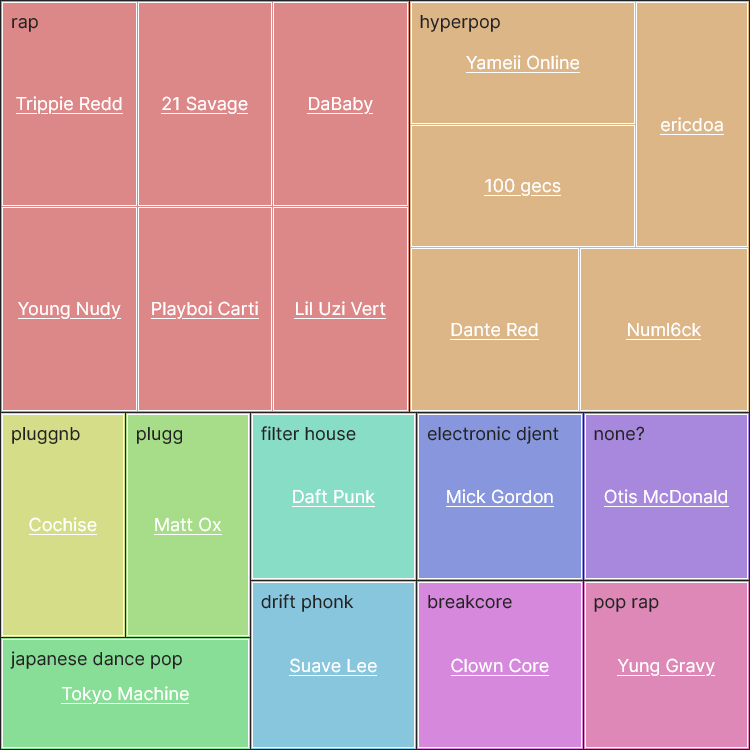 rap
Trippie Redd
21 Savage
DaBaby
Young Nudy
Playboi Carti
Lil Uzi Vert
hyperpop
Yameii Online
ericdoa
100 gecs
Dante Red
Numl6ck
pluggnb
Cochise
plugg
Matt Ox
japanese dance pop
Tokyo Machine
filter house
Daft Punk
electronic djent
Mick Gordon
none?
Otis McDonald
drift phonk
Suave Lee
breakcore
Clown Core
pop rap
Yung Gravy